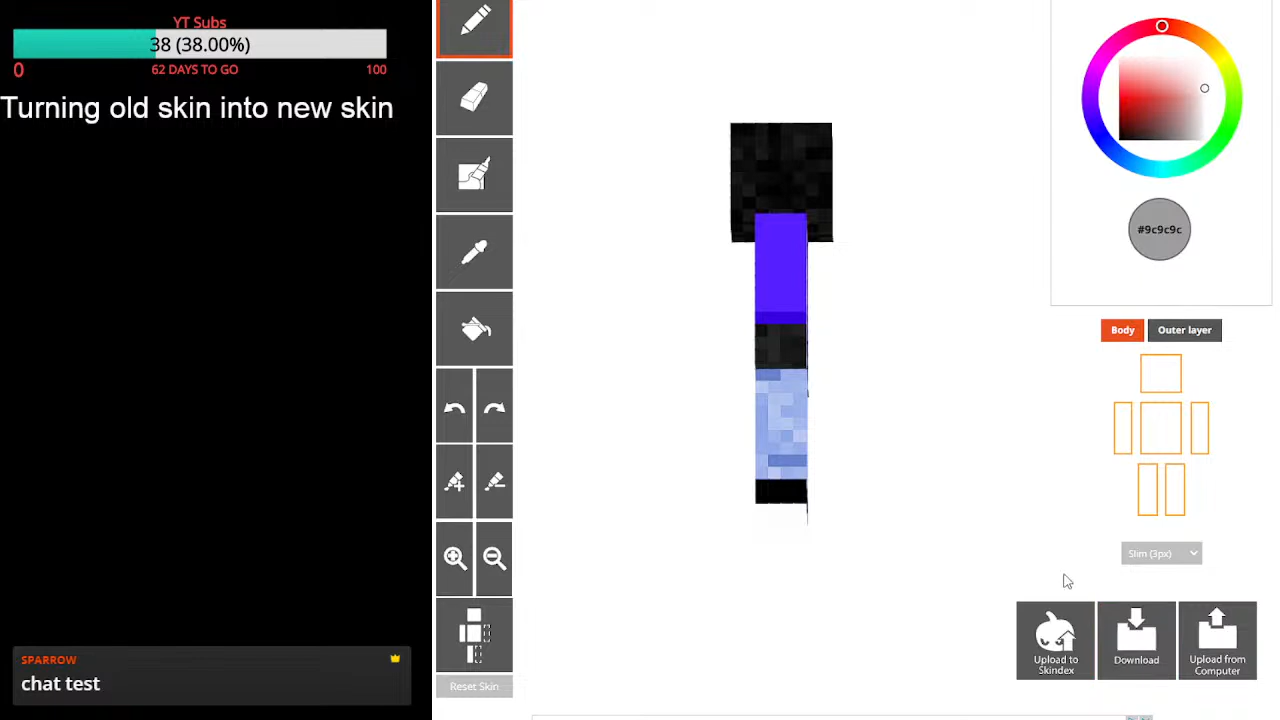 YT Subs
38 (38.00%)
0
62 DAYS TO GO
100
Turning old skin into new skin
SPARROW
chat test
Reset Skin
#9c9c9c
Body
Outer layer
Slim (3px)
Upload to
Skindex
Download
Upload from
Computer